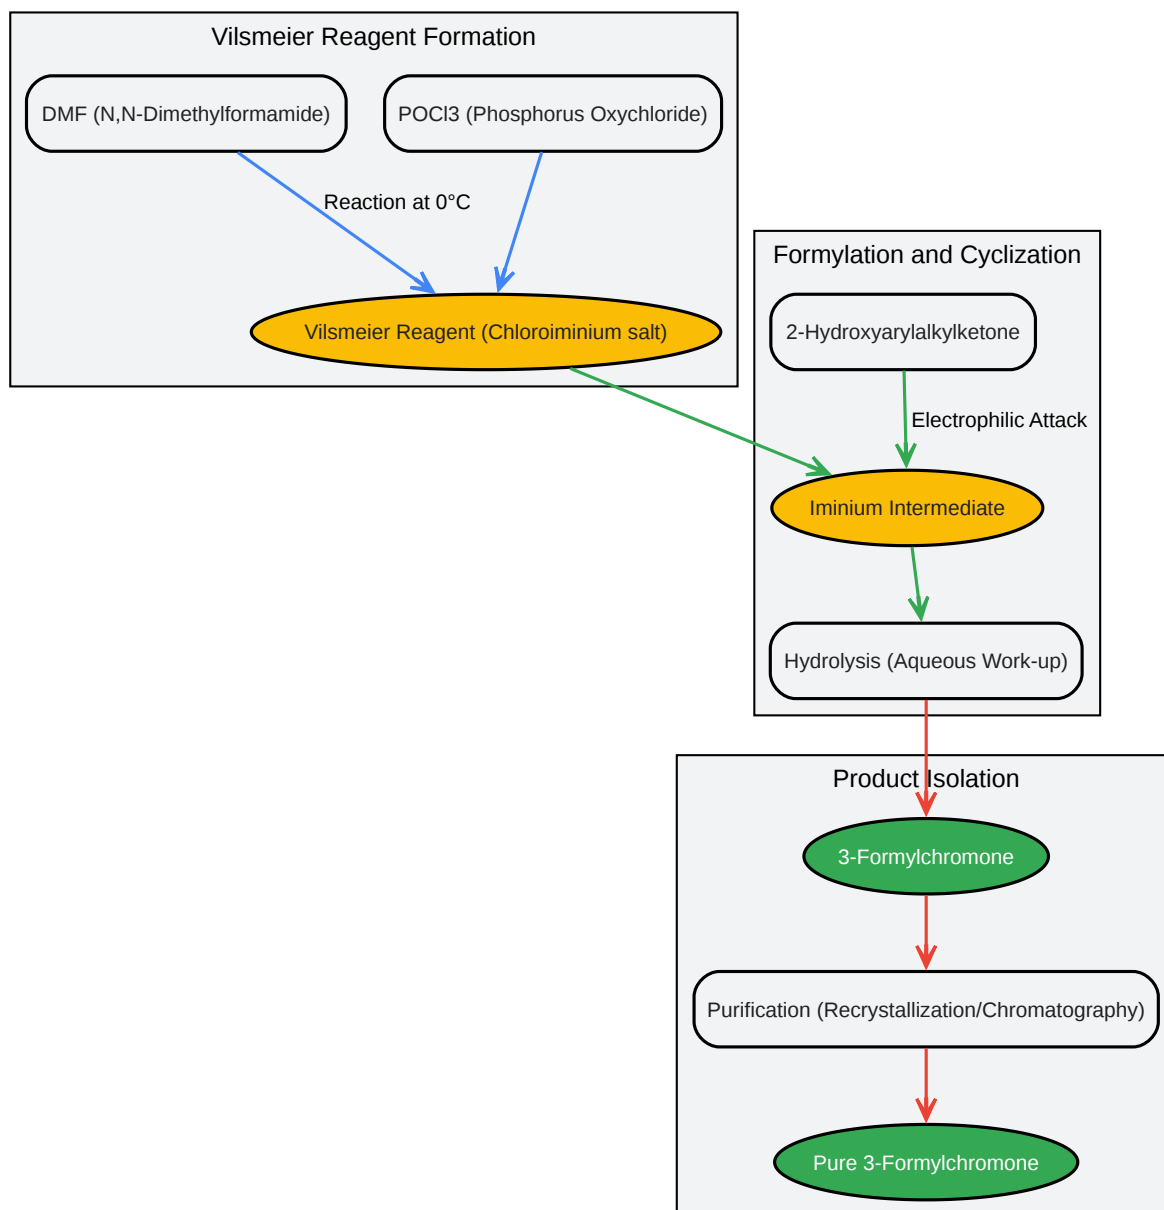 Vilsmeier Reagent Formation
DMF (N,N-Dimethylformamide)
POCl3 (Phosphorus Oxychloride)
Reaction at 0°C
Vilsmeier Reagent (Chloroiminium salt)
Formylation and Cyclization
2-Hydroxyarylalkylketone
Electrophilic Attack
Iminium Intermediate
Hydrolysis (Aqueous Work-up)
Product Isolation
3-Formylchromone
Purification (Recrystallization/Chromatography)
Pure 3-Formylchromone